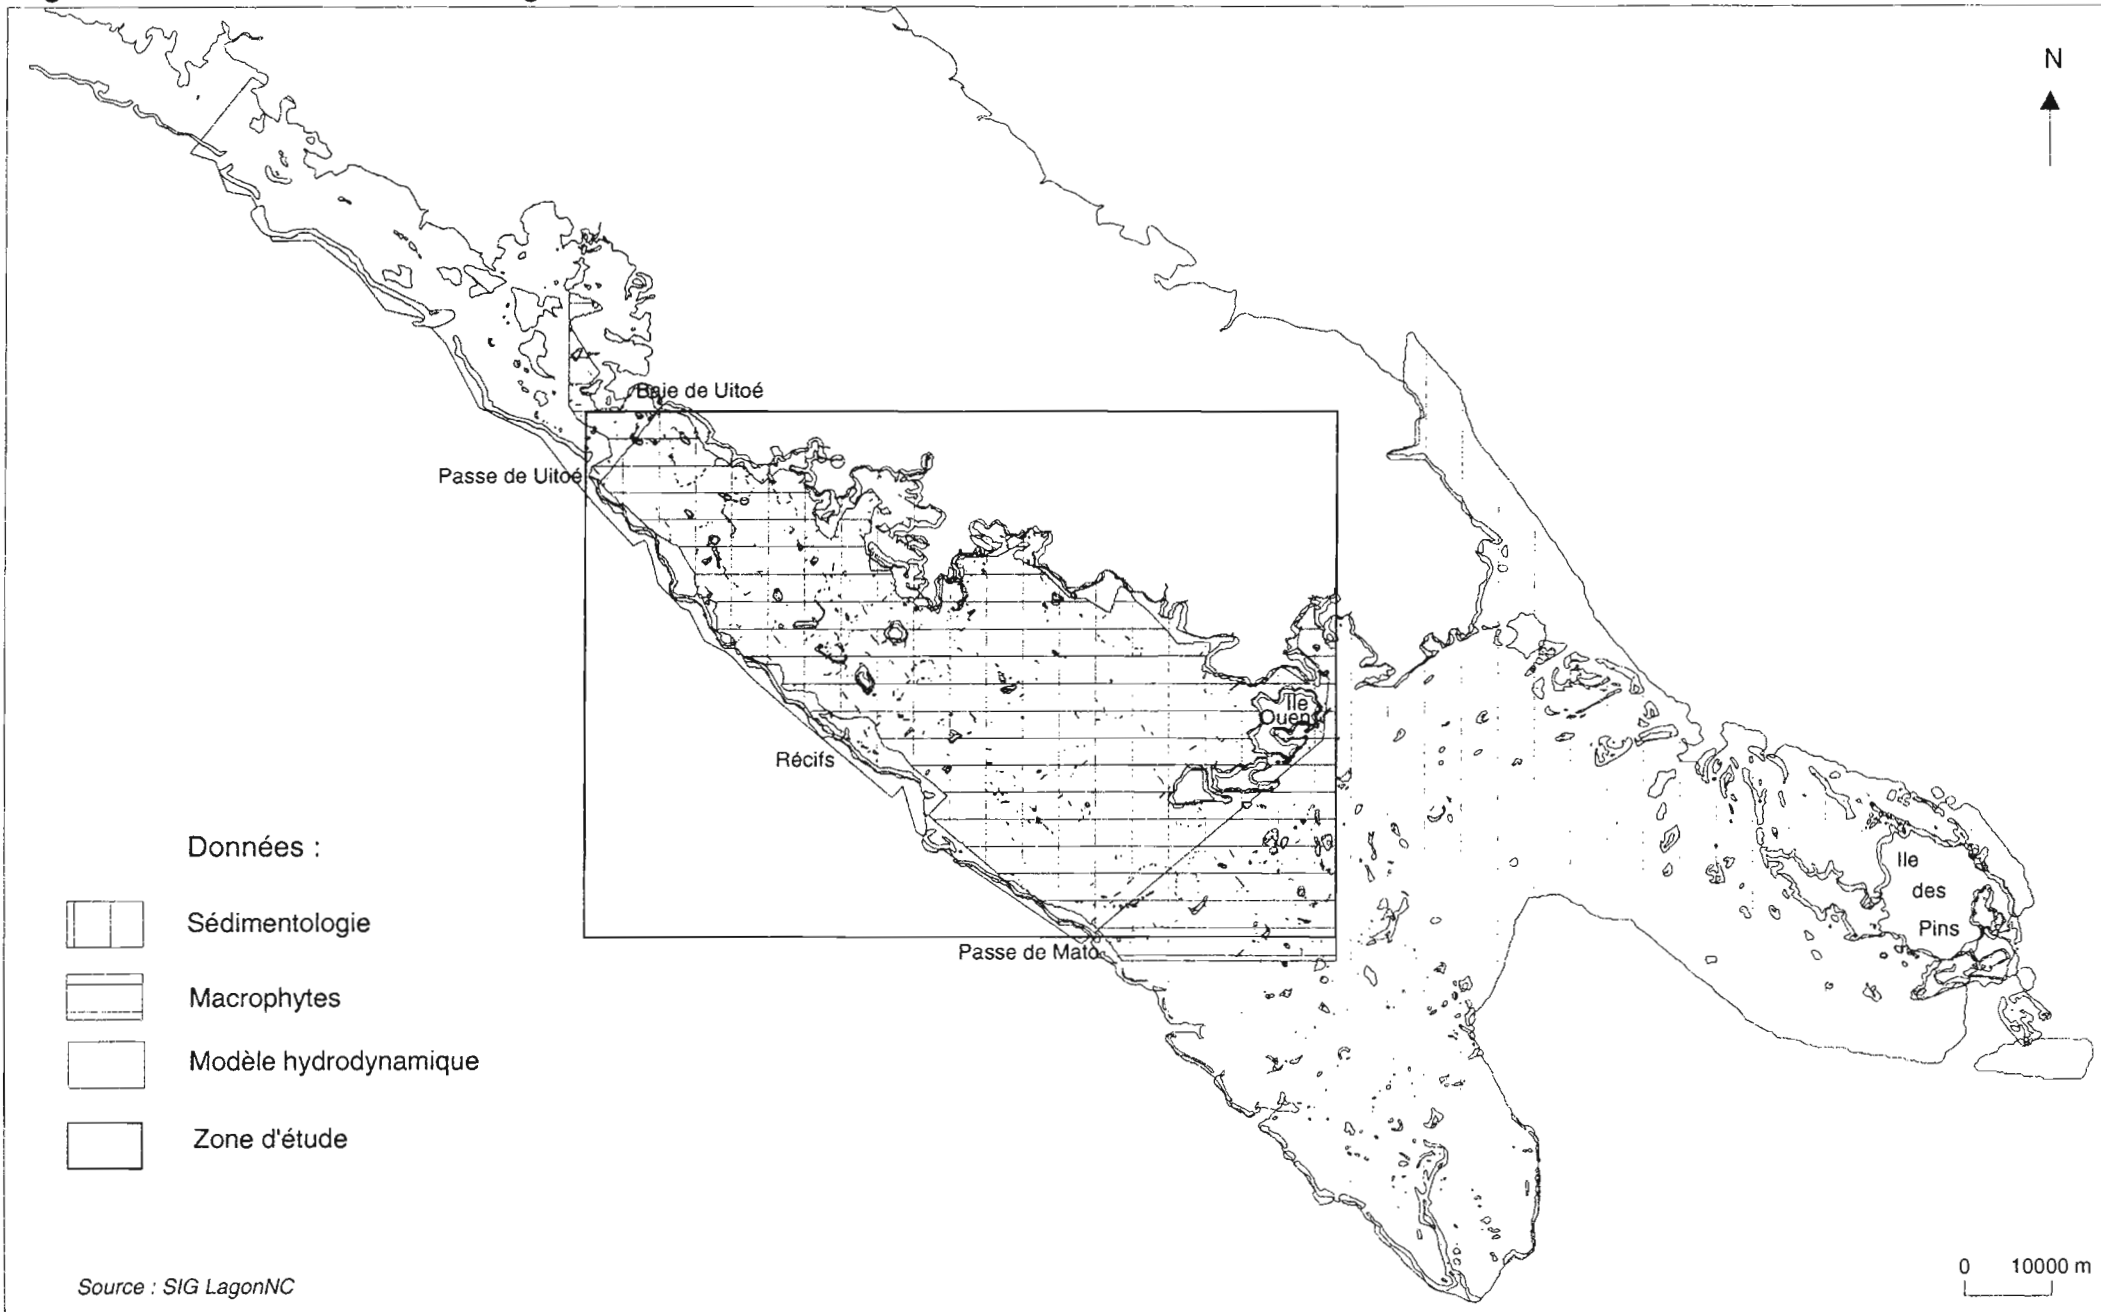 N
Baie de Uitoé
Passe de Uitoé
Ile
Ouen
Récifs
Passe de Mato
Ile
des
Pins
Données :
Sédimentologie
Macrophytes
Modèle hydrodynamique
Zone d'étude
Source : SIG LagonNC
0 10000 m